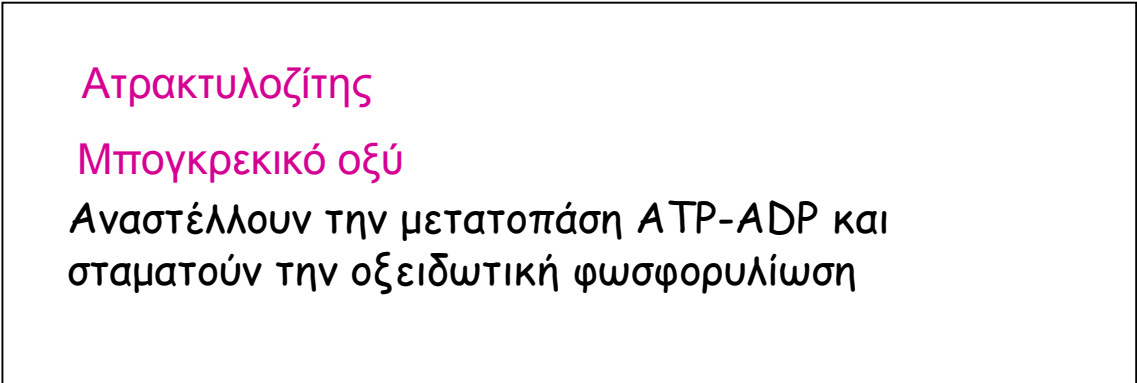 Ατρακτυλοζίτης
Μπογκρεκικό οξύ
Αναστέλλουν την μετατοπάση ATP-ADP και
σταματούν την οξειδωτική φωσφορυλίωση